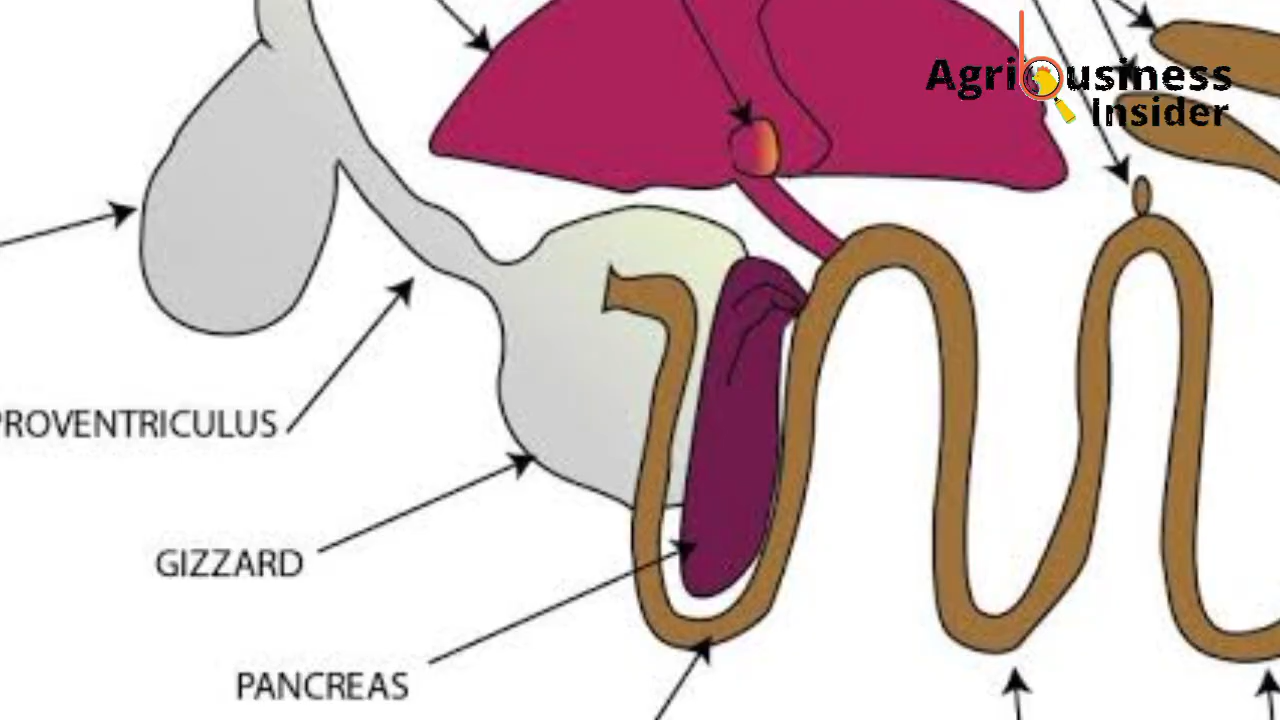 Agribusiness
Insider
PROVENTRICULUS
GIZZARD
PANCREAS